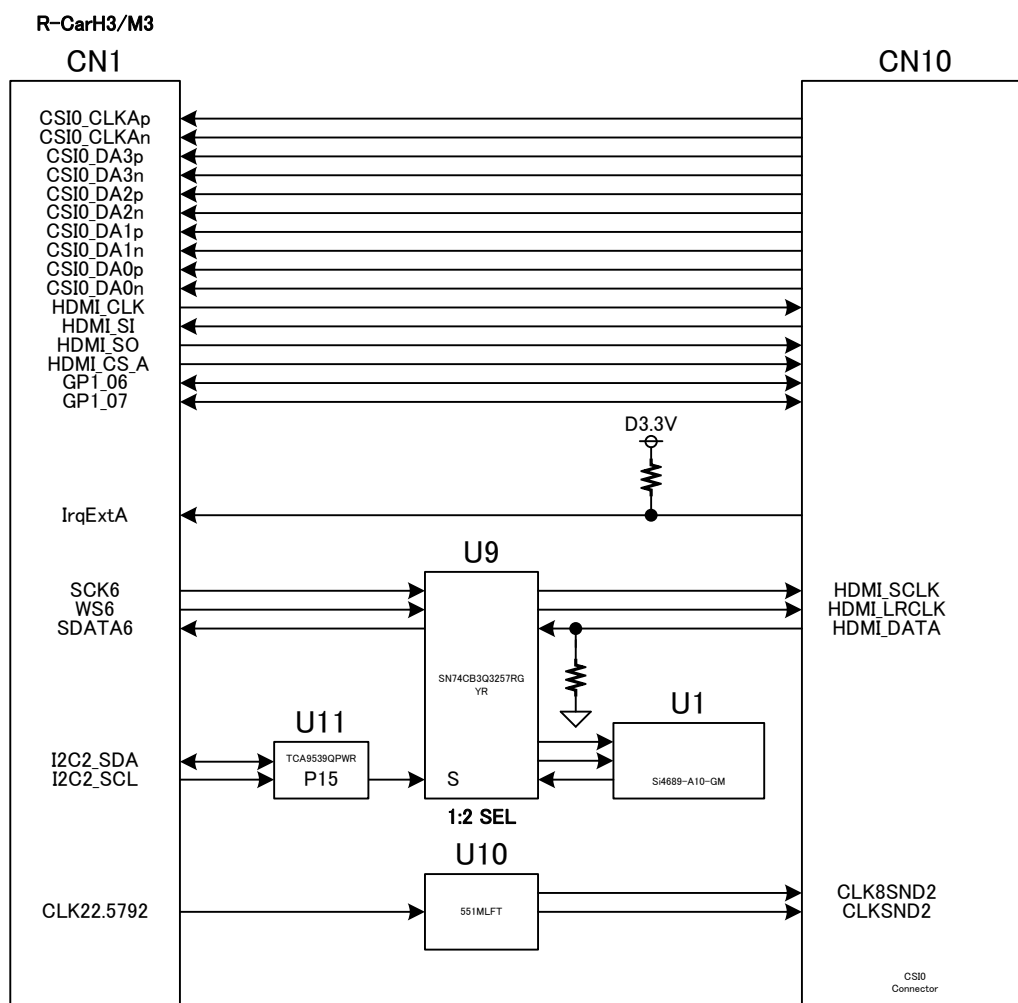 R-CarH3/M3
CN1
CN10
CSI0_CLKAp
CSI0_CLKAn
CSI0_DA3p
CSI0_DA3n
CSI0_DA2p
CSI0_DA2n
CSI0_DA1p
CSI0_DA1n
CSI0_DA0p
CSI0_DA0n
HDMI_CLK
HDMI_SI
HDMI_SO
HDMI_CS_A
GP1_06
GP1_07
D3.3V
IrqExtA
U9
SCK6
WS6
SDATA6
HDMI_SCLK
HDMI_LRCLK
HDMI_DATA
SN74CB3Q3257RG
YR
U11
U1
I2C2_SDA
I2C2_SCL
TCA9539QPWR
P15
S
Si4689-A10-GM
1:2 SEL
U10
CLK22.5792
551MLFT
CLK8SND2
CLKSND2
CSI0
Connector